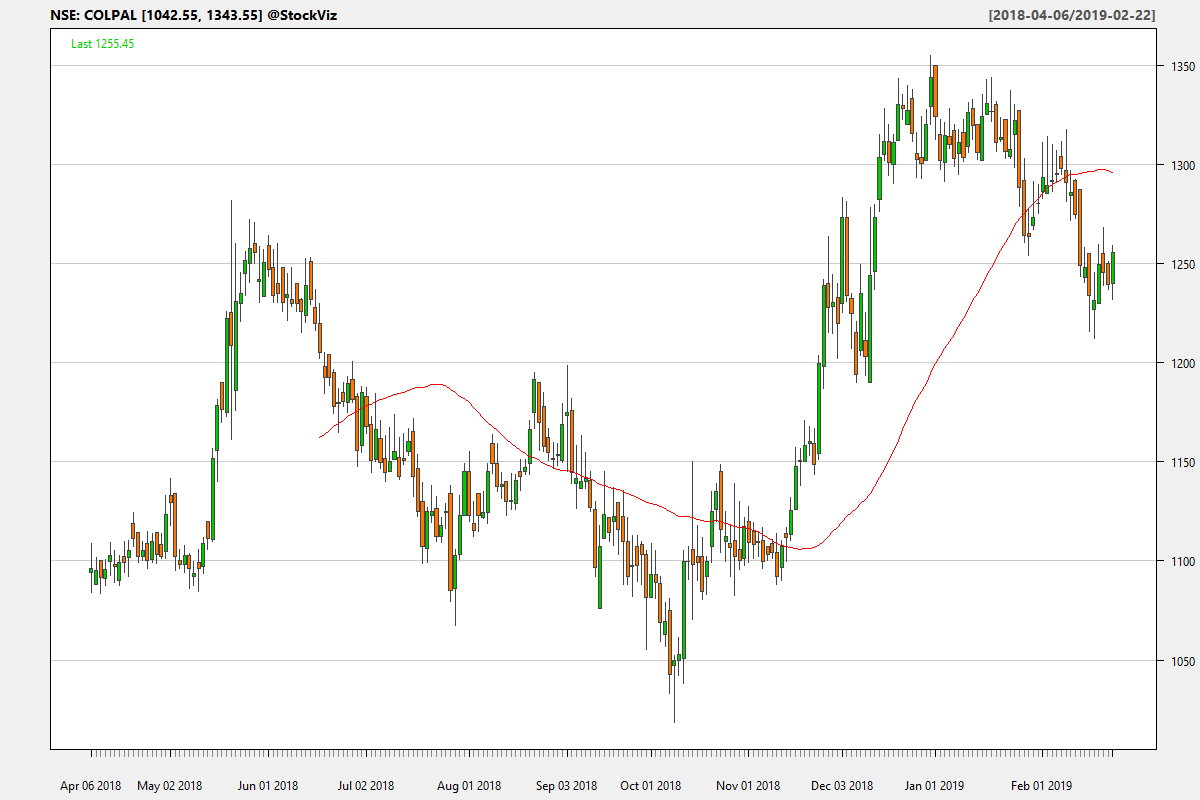 NSE: COLPAL [1042.55, 1343.55] @StockViz
[2018-04-06/2019-02-22]
Last 1255.45
1350
1300
1250
1200
1150
1100
1050
Apr 06 2018 May 02 2018 Jun 01 2018 Jul 02 2018 Aug 01 2018 Sep 03 2018 Oct 01 2018 Nov 01 2018 Dec 03 2018 Jan 01 2019 Feb 01 2019